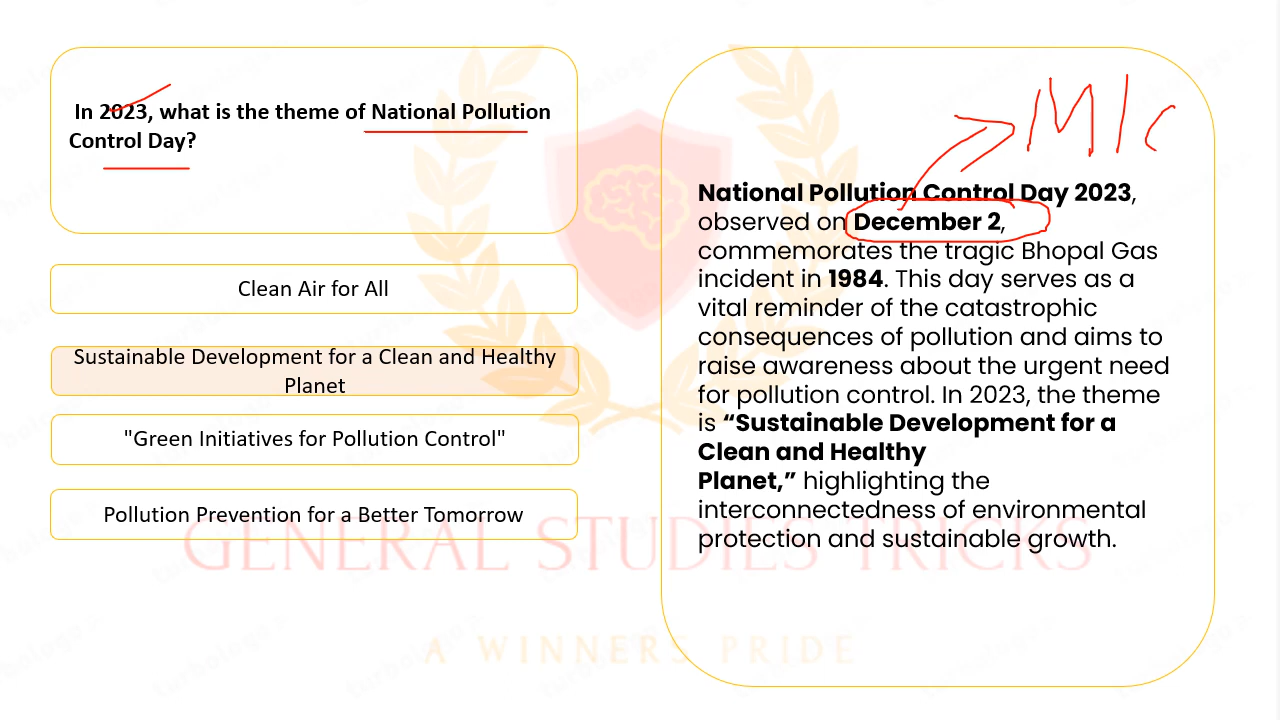 In 2023, what is the theme of National Pollution
Control Day?
Clean Air for All
Sustainable Development for a Clean and Healthy
Planet
"Green Initiatives for Pollution Control"
Pollution Prevention for a Better Tomorrow
MIC
National Pollution Control Day 2023,
observed on December 2,
commemorates the tragic Bhopal Gas
incident in 1984. This day serves as a
vital reminder of the catastrophic
consequences of pollution and aims to
raise awareness about the urgent need
for pollution control. In 2023, the theme
is “Sustainable Development for a
Clean and Healthy
Planet,” highlighting the
interconnectedness of environmental
protection and sustainable growth.
GENERAL STUDIES TRICKS
A WINNERS PRIDE